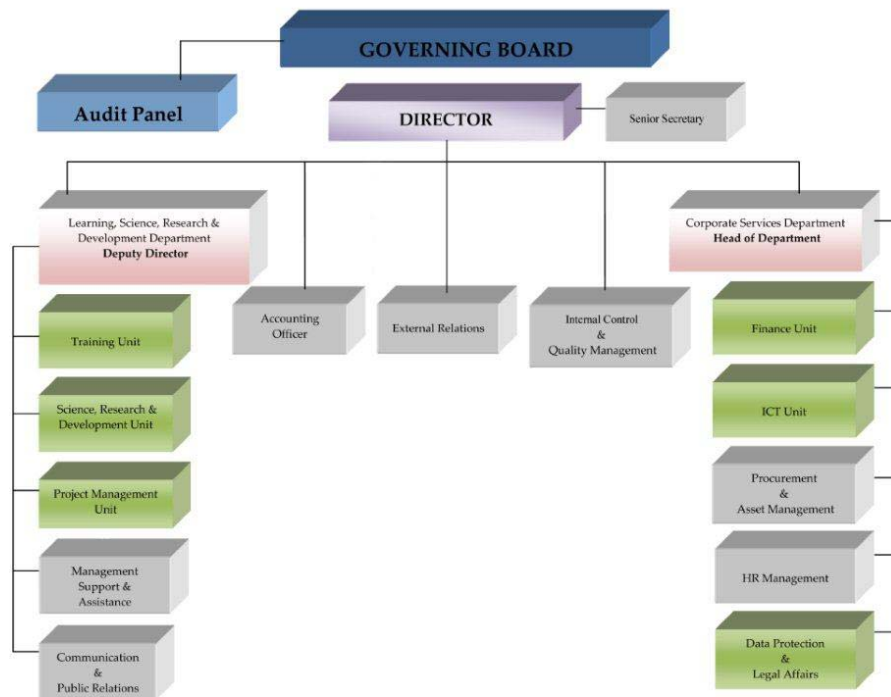 GOVERNING BOARD
Audit Panel
DIRECTOR
Senior Secretary
Learning, Science, Research &
Development Department
Deputy Director
Corporate Services Department
Head of Department
Accounting
Officer
External Relations
Internal Control
&
Quality Management
Training Unit
Science, Research &
Development Unit
Project Management
Unit
Management
Support &
Assistance
Communication
&
Public Relations
Finance Unit
ICT Unit
Procurement
&
Asset Management
HR Management
Data Protection
&
Legal Affairs